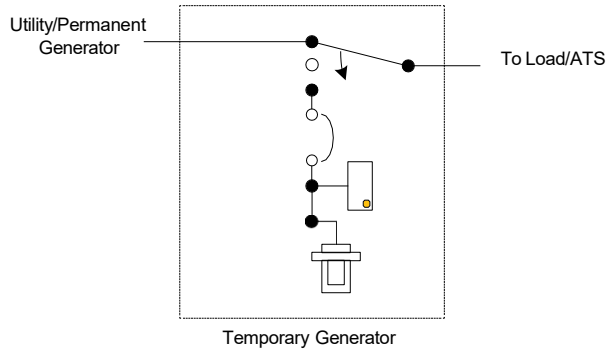 Utility/Permanent
Generator
To Load/ATS
Temporary Generator